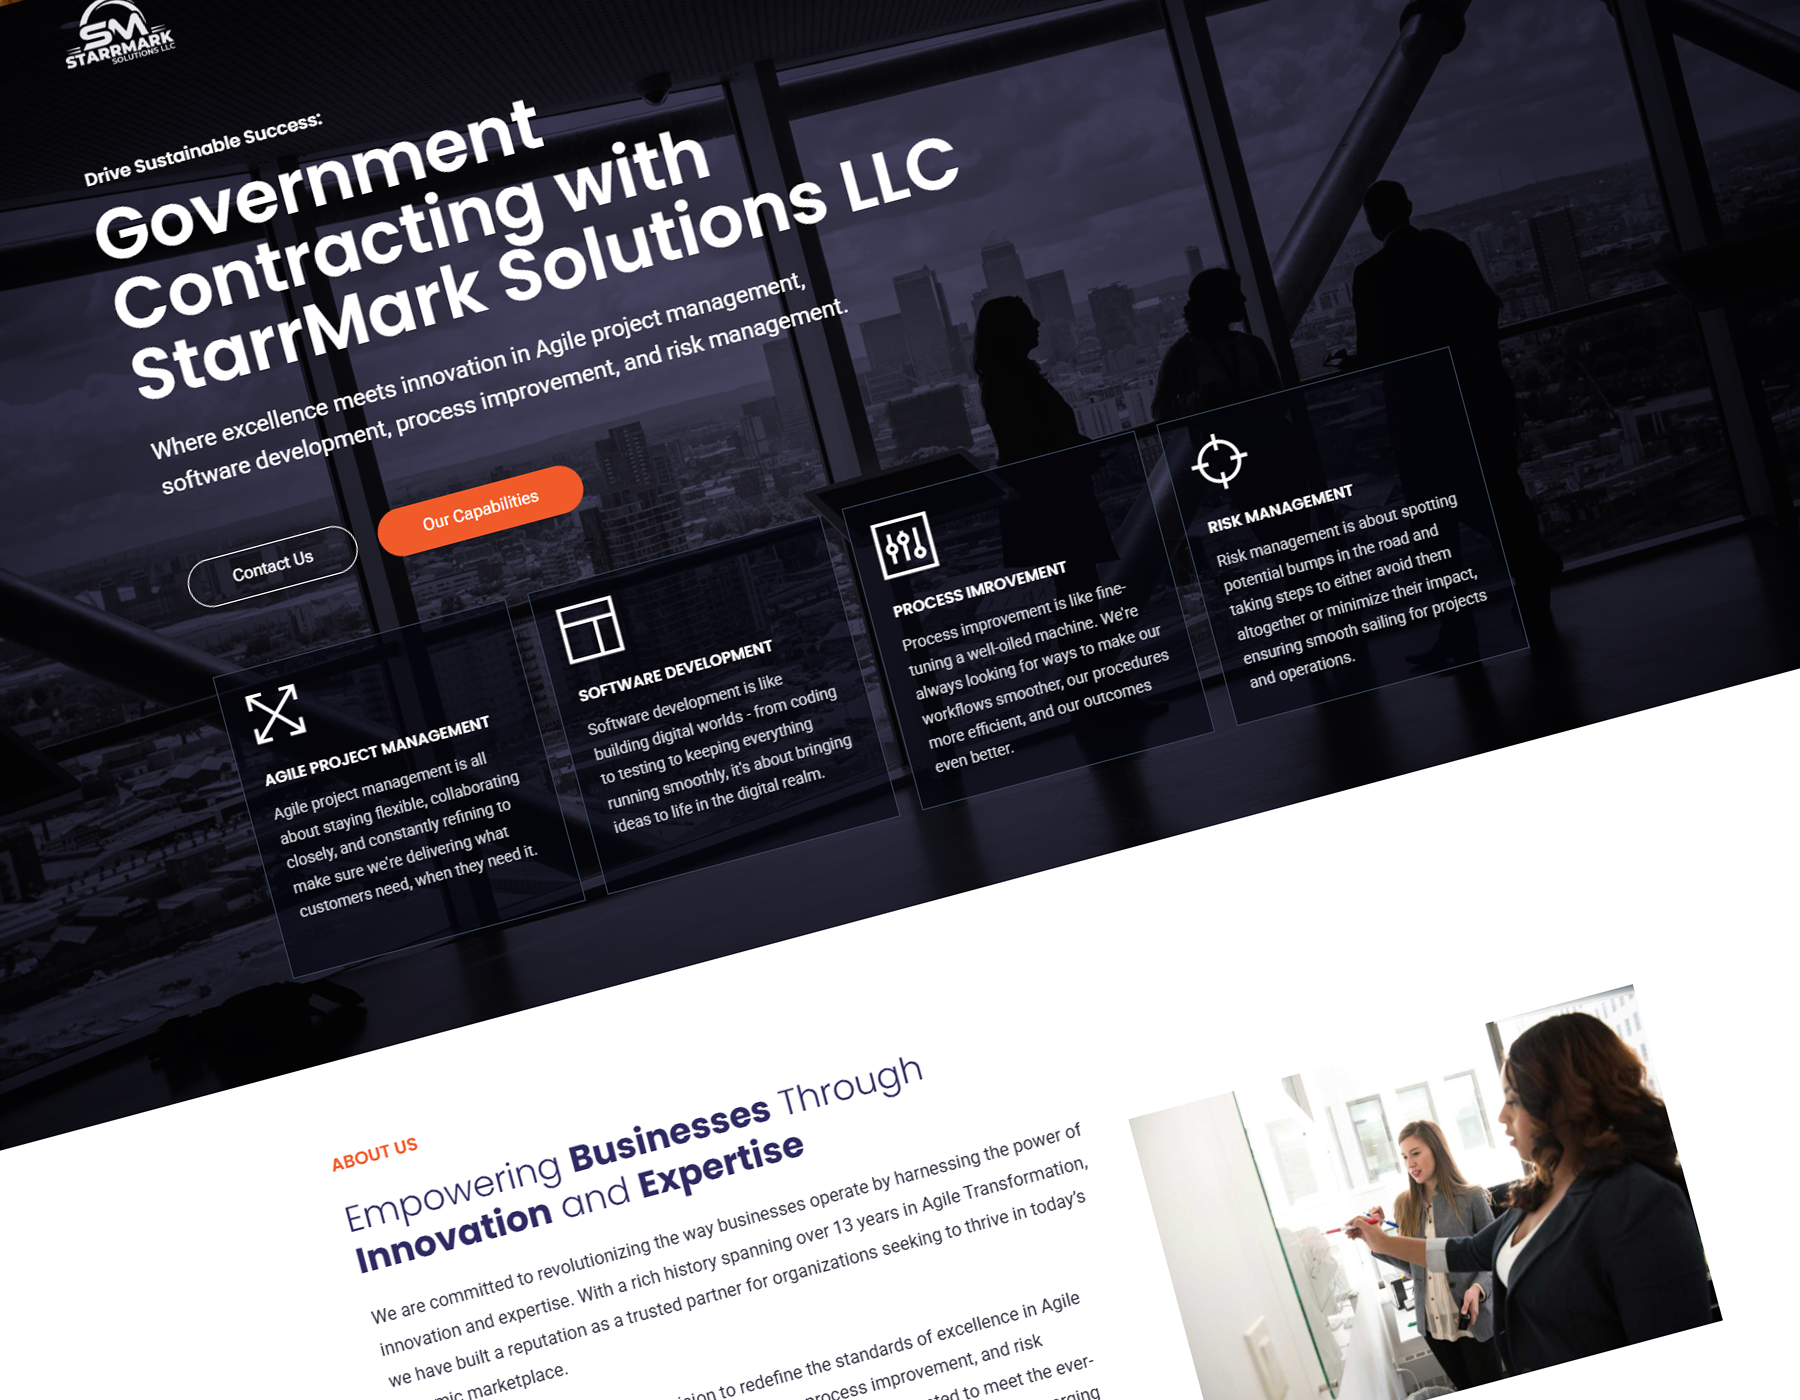 SM
STARRMARK
SOLUTIONS LLC
Drive Sustainable Success:
Government
Contracting with
StarrMark Solutions LLC
Where excellence meets innovation in Agile project management,
software development, process improvement, and risk management.
Contact Us
Our Capabilities
AGILE PROJECT MANAGEMENT
Agile project management is all
about staying flexible, collaborating
closely, and constantly refining to
make sure we're delivering what
customers need, when they need it.
SOFTWARE DEVELOPMENT
Software development is like
building digital worlds - from coding
to testing to keeping everything
running smoothly, it's about bringing
ideas to life in the digital realm.
PROCESS IMROVEMENT
Process improvement is like fine-
tuning a well-oiled machine. We're
always looking for ways to make our
workflows smoother, our procedures
more efficient, and our outcomes
even better.
RISK MANAGEMENT
Risk management is about spotting
potential bumps in the road and
taking steps to either avoid them
altogether or minimize their impact,
ensuring smooth sailing for projects
and operations.
ABOUT US
Empowering Businesses Through
Innovation and Expertise
We are committed to revolutionizing the way businesses operate by harnessing the power of
innovation and expertise. With a rich history spanning over 13 years in Agile Transformation,
we have built a reputation as a trusted partner for organizations seeking to thrive in today's
marketplace.
to redefine the standards of excellence in Agile
process improvement, and risk
to meet the ever-